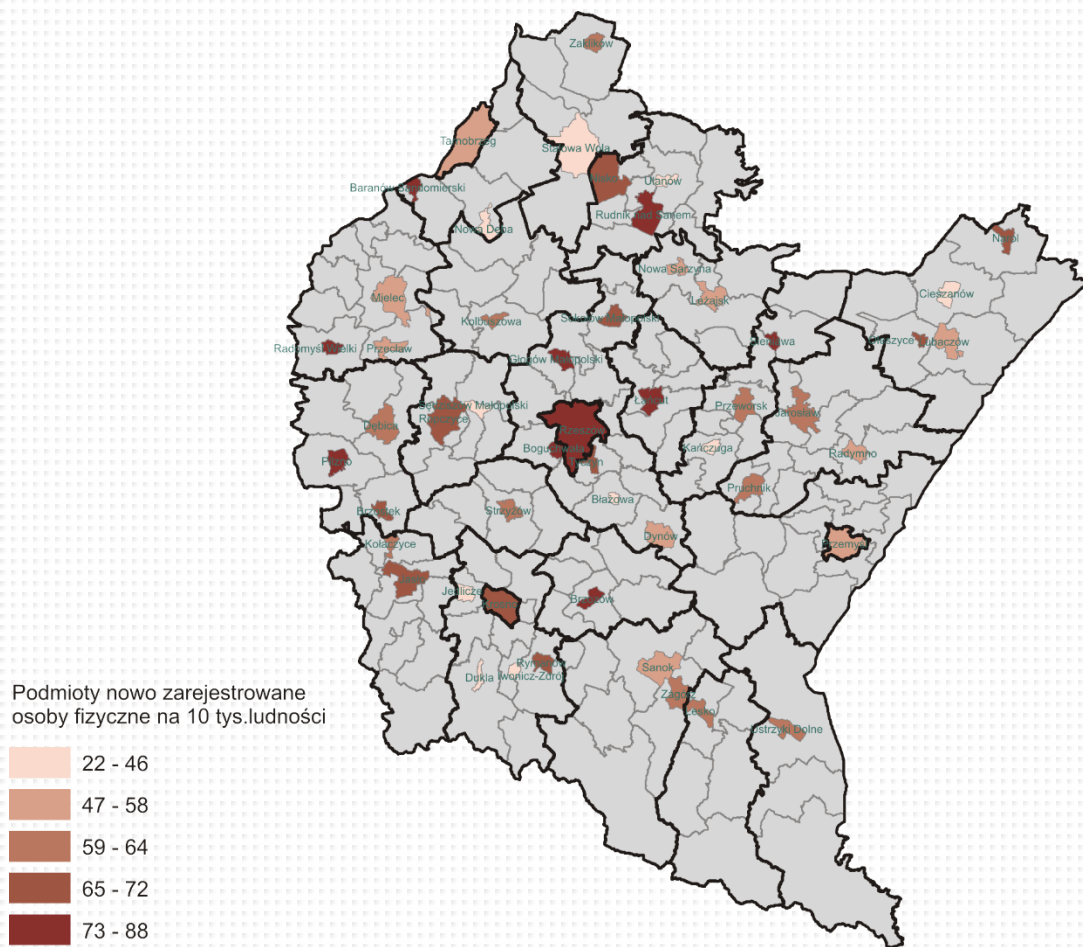 Zaklików
Tarnobrzeg
Stalowa Wola
Baranów Sandomierski
Ulanów
Rudnik nad Sanem
Nowa Dęba
Narol
Nowa Sarzyna
Cieszanów
Mielec
Leżajsk
Kolbuszowa
Sokołów Małopolski
Oleszyce
Lubaczów
Radomyśl Wielki
Przecław
Sieniawa
Głogów Małopolski
Łańcut
Sędziszów Małopolski
Przeworsk
Jarosław
Dębica
Ropczyce
Rzeszów
Boguchwała
Kańczuga
Radymno
Pilzno
Tyczyn
Pruchnik
Błażowa
Brzostek
Strzyżów
Dynów
Kołaczyce
Przemyśl
Jasło
Jedlicze
Krosno
Brzozów
Rymanów
Dukla
Iwonicz-Zdrój
Sanok
Zagórz
Lesko
Ustrzyki Dolne
Podmioty nowo zarejestrowane
osoby fizyczne na 10 tys.ludności
22 - 46
47 - 58
59 - 64
65 - 72
73 - 88